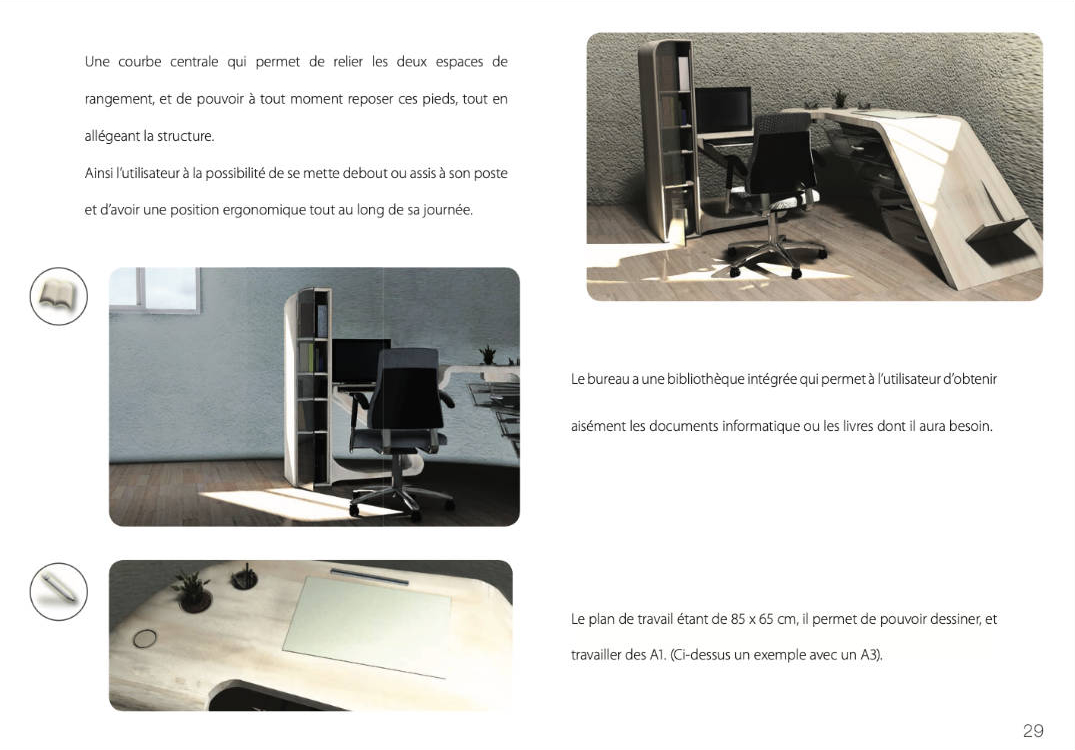 Une courbe centrale qui permet de relier les deux espaces de
rangement, et de pouvoir à tout moment reposer ces pieds, tout en
allégeant la structure.
Ainsi l'utilisateur à la possibilité de se mette debout ou assis à son poste
et d'avoir une position ergonomique tout au long de sa journée.
Le bureau a une bibliothèque intégrée qui permet à l'utilisateur d'obtenir
aisément les documents informatique ou les livres dont il aura besoin.
Le plan de travail étant de 85 x 65 cm, il permet de pouvoir dessiner, et
travailler des A1. (Ci-dessus un exemple avec un A3).
29